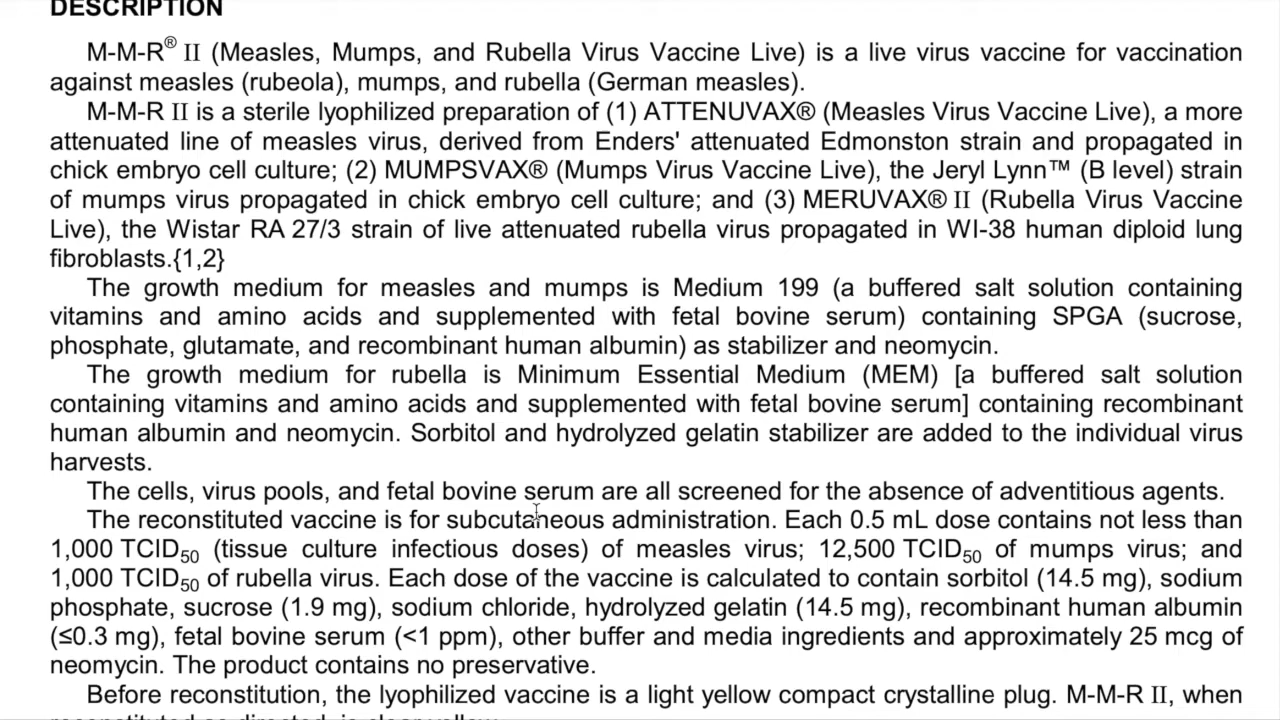 DESCRIPTION
M-M-R® II (Measles, Mumps, and Rubella Virus Vaccine Live) is a live virus vaccine for vaccination
against measles (rubeola), mumps, and rubella (German measles).
M-M-R II is a sterile lyophilized preparation of (1) ATTENUVAX® (Measles Virus Vaccine Live), a more
attenuated line of measles virus, derived from Enders' attenuated Edmonston strain and propagated in
chick embryo cell culture; (2) MUMPSVAX® (Mumps Virus Vaccine Live), the Jeryl Lynn™ (B level) strain
of mumps virus propagated in chick embryo cell culture; and (3) MERUVAX® II (Rubella Virus Vaccine
Live), the Wistar RA 27/3 strain of live attenuated rubella virus propagated in WI-38 human diploid lung
fibroblasts.{1,2}
The growth medium for measles and mumps is Medium 199 (a buffered salt solution containing
vitamins and amino acids and supplemented with fetal bovine serum) containing SPGA (sucrose,
phosphate, glutamate, and recombinant human albumin) as stabilizer and neomycin.
The growth medium for rubella is Minimum Essential Medium (MEM) [a buffered salt solution
containing vitamins and amino acids and supplemented with fetal bovine serum] containing recombinant
human albumin and neomycin. Sorbitol and hydrolyzed gelatin stabilizer are added to the individual virus
harvests.
The cells, virus pools, and fetal bovine serum are all screened for the absence of adventitious agents.
The reconstituted vaccine is for subcutaneous administration. Each 0.5 mL dose contains not less than
1,000 TCID50 (tissue culture infectious doses) of measles virus; 12,500 TCID50 of mumps virus; and
1,000 TCID50 of rubella virus. Each dose of the vaccine is calculated to contain sorbitol (14.5 mg), sodium
phosphate, sucrose (1.9 mg), sodium chloride, hydrolyzed gelatin (14.5 mg), recombinant human albumin
(≤0.3 mg), fetal bovine serum (<1 ppm), other buffer and media ingredients and approximately 25 mcg of
neomycin. The product contains no preservative.
Before reconstitution, the lyophilized vaccine is a light yellow compact crystalline plug. M-M-R II, when
reconstituted as directed, is clear yellow.